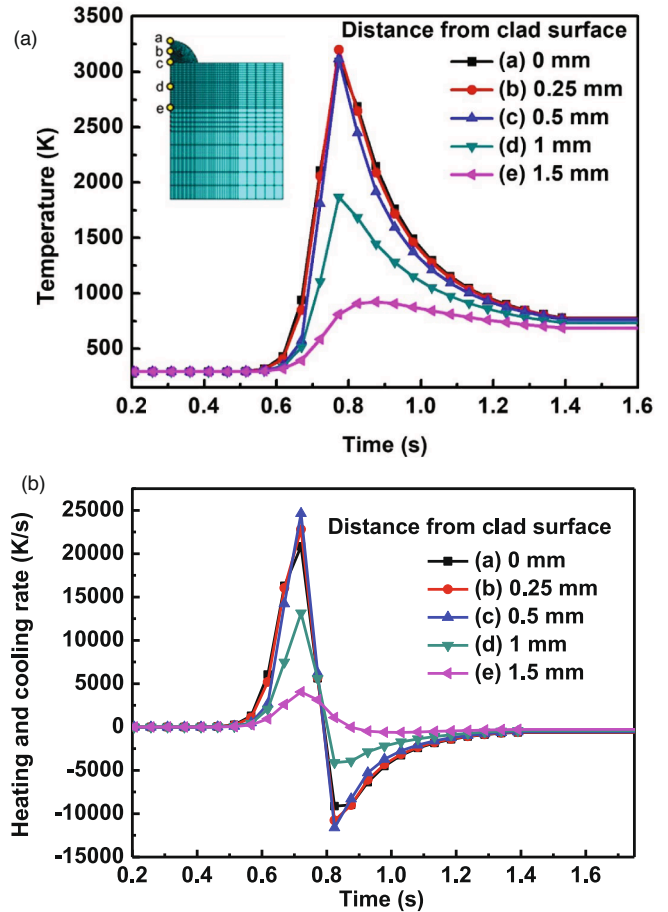 (a)
Distance from clad surface
(a) 0 mm
(b) 0.25 mm
(c) 0.5 mm
(d) 1 mm
(e) 1.5 mm
a
b
c
d
e
Temperature (K)
3500
3000
2500
2000
1500
1000
500
0.2 0.4 0.6 0.8 1.0 1.2 1.4 1.6
Time (s)
(b)
Distance from clad surface
(a) 0 mm
(b) 0.25 mm
(c) 0.5 mm
(d) 1 mm
(e) 1.5 mm
Heating and cooling rate (K/s)
25000
20000
15000
10000
5000
0
-5000
-10000
-15000
0.2 0.4 0.6 0.8 1.0 1.2 1.4 1.6
Time (s)